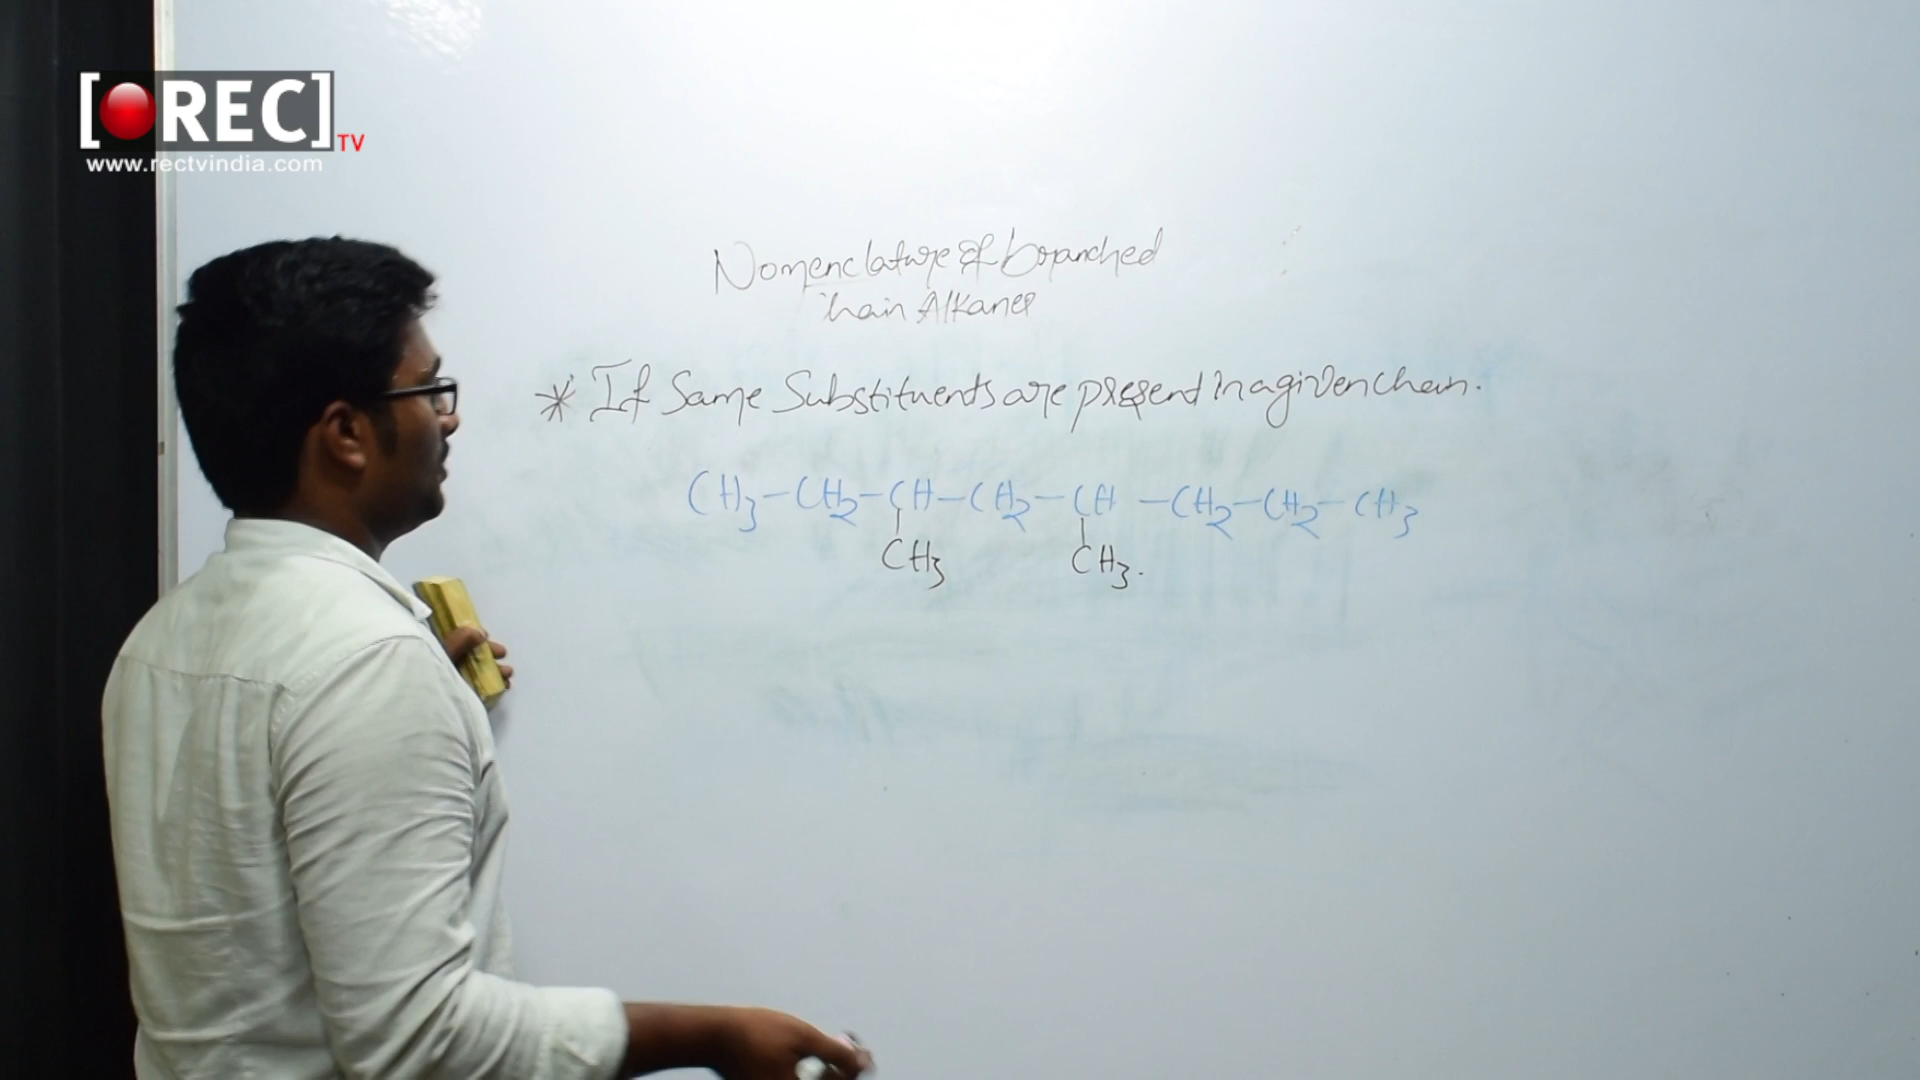 [REC]
TV
www.rectvindia.com
Nomenclature of branched
chain Alkanes
* If Same Substituents are present in a given chain.
CH3-CH2-CH-CH2-CH-CH2-CH2-CH3
CH3 CH3.